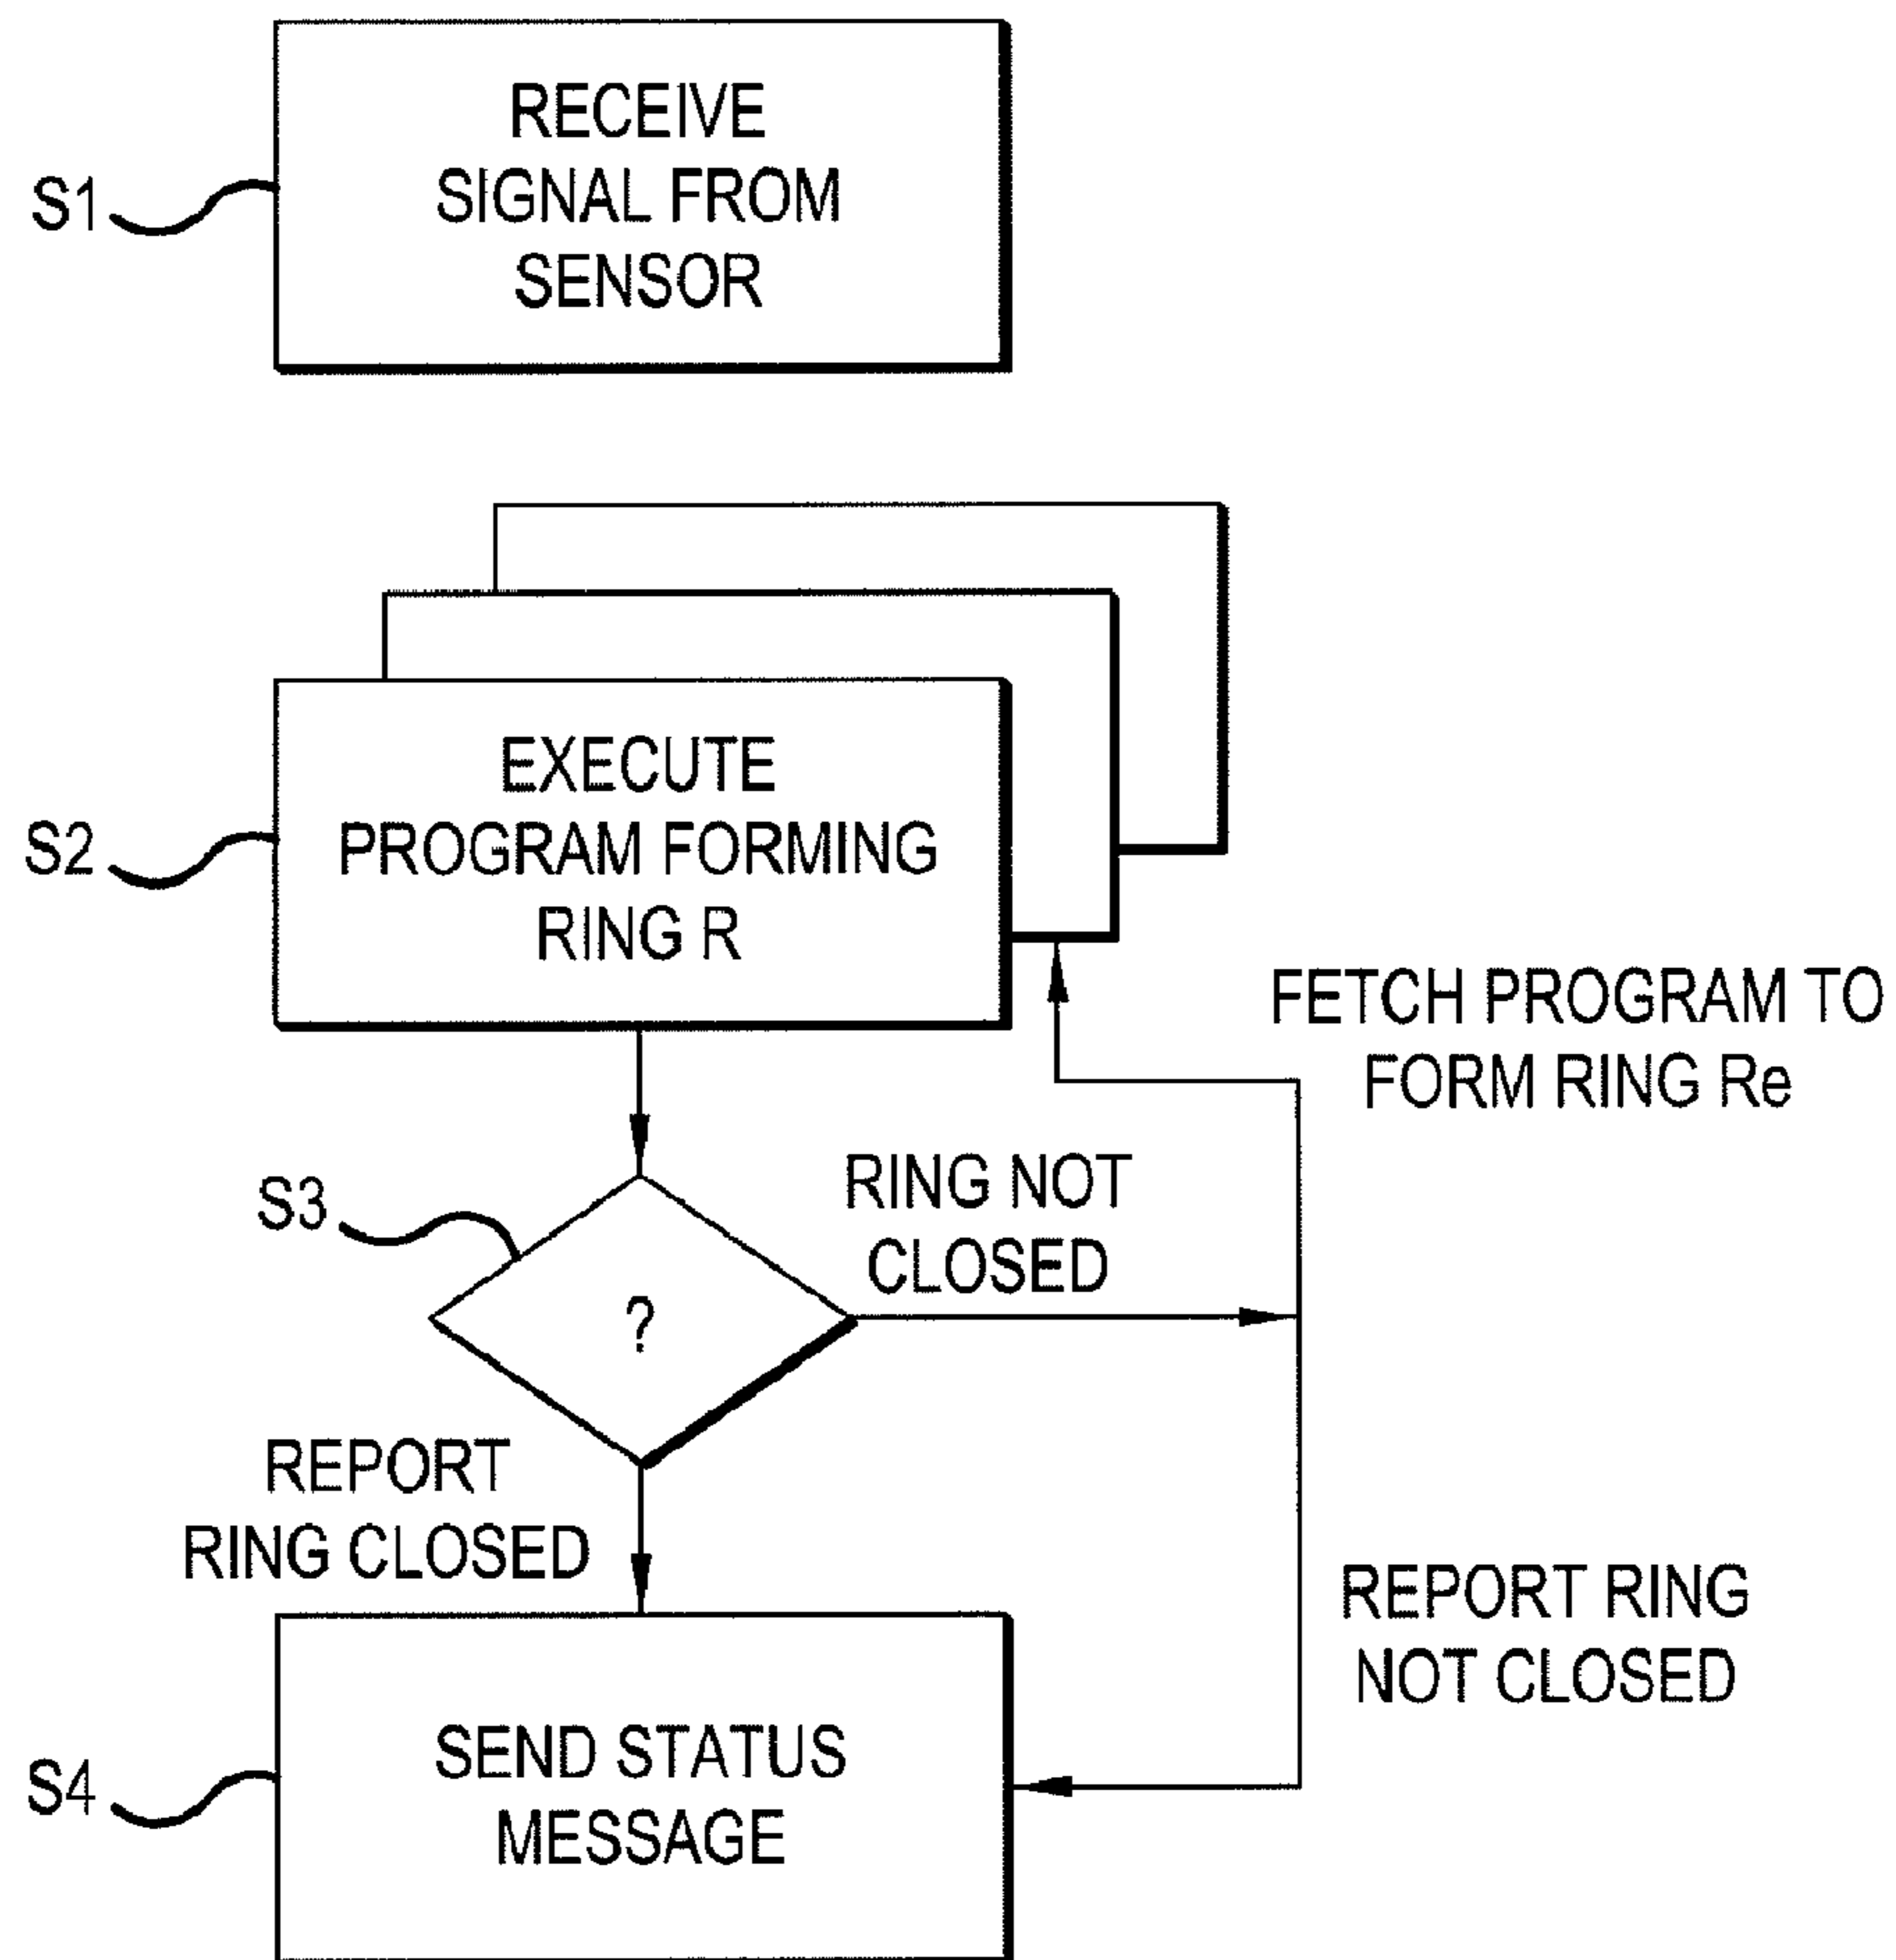 RECEIVE
SIGNAL FROM
SENSOR
S1
EXECUTE
PROGRAM FORMING
RING R
S2
FETCH PROGRAM TO
FORM RING Re
S3
?
RING NOT
CLOSED
REPORT
RING CLOSED
REPORT RING
NOT CLOSED
SEND STATUS
MESSAGE
S4